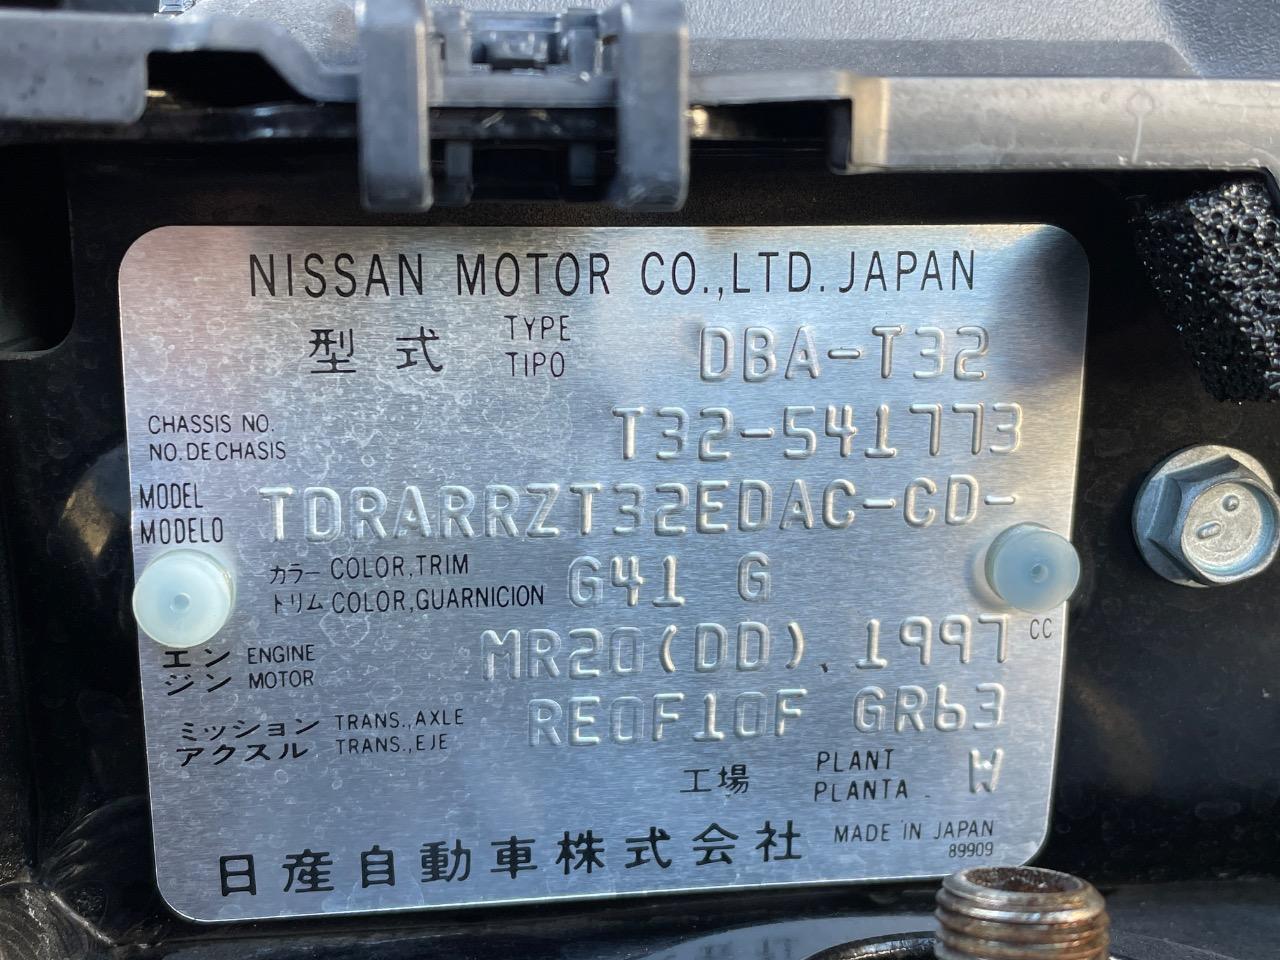 NISSAN MOTOR CO.,LTD. JAPAN
型式 TYPE TIPO DBA-T32
CHASSIS NO. NO. DE CHASIS T32-541773
MODEL MODELO TDRARRZT32EDAC-CD-
カラー COLOR,TRIM
トリム COLOR,GUARNICION G41 G
エンジン ENGINE MOTOR MR20(DD). 1997 CC
ミッション TRANS.,AXLE
アクスル TRANS.,EJE RE0F10F GR63
工場 PLANT PLANTA W
日産自動車株式会社 MADE IN JAPAN
89909